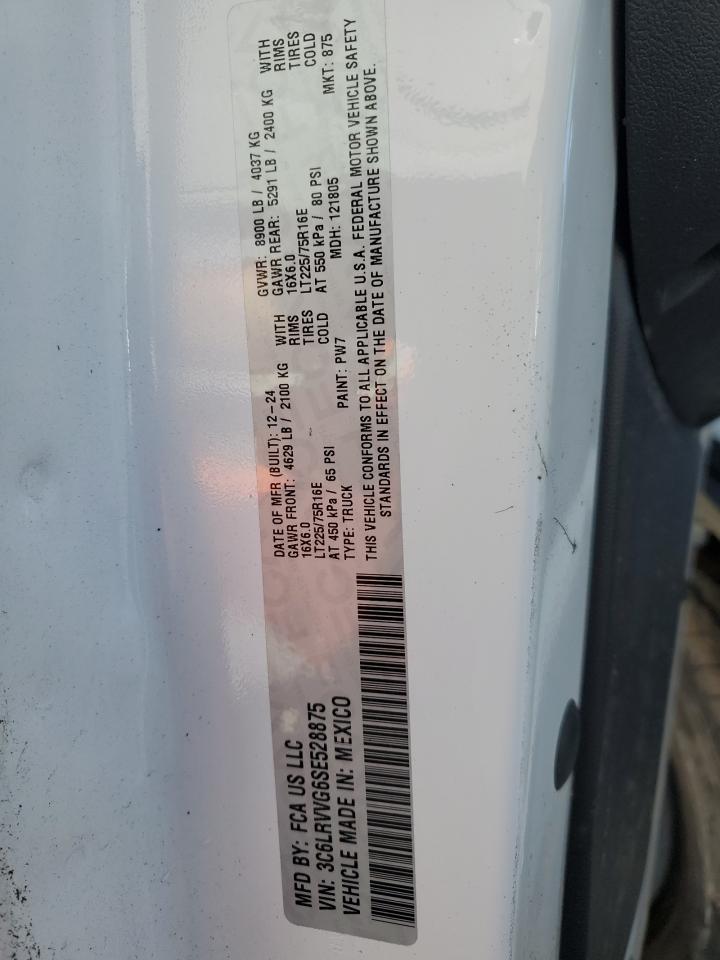 MFD BY: FCA US LLC
VIN: 3C6LRVVG6SE528875
VEHICLE MADE IN: MEXICO
DATE OF MFR (BUILT): 12-24 GVWR: 8900 LB / 4037 KG
GAWR FRONT: 4629 LB / 2100 KG WITH GAWR REAR: 5291 LB / 2400 KG WITH
16X6.0 RIMS 16X6.0 RIMS
LT225/75R16E TIRES LT225/75R16E TIRES
AT 450 kPa / 65 PSI COLD AT 550 kPa / 80 PSI COLD
TYPE: TRUCK PAINT: PW7 MDH: 121805 MKT: 875
THIS VEHICLE CONFORMS TO ALL APPLICABLE U.S.A. FEDERAL MOTOR VEHICLE SAFETY
STANDARDS IN EFFECT ON THE DATE OF MANUFACTURE SHOWN ABOVE.